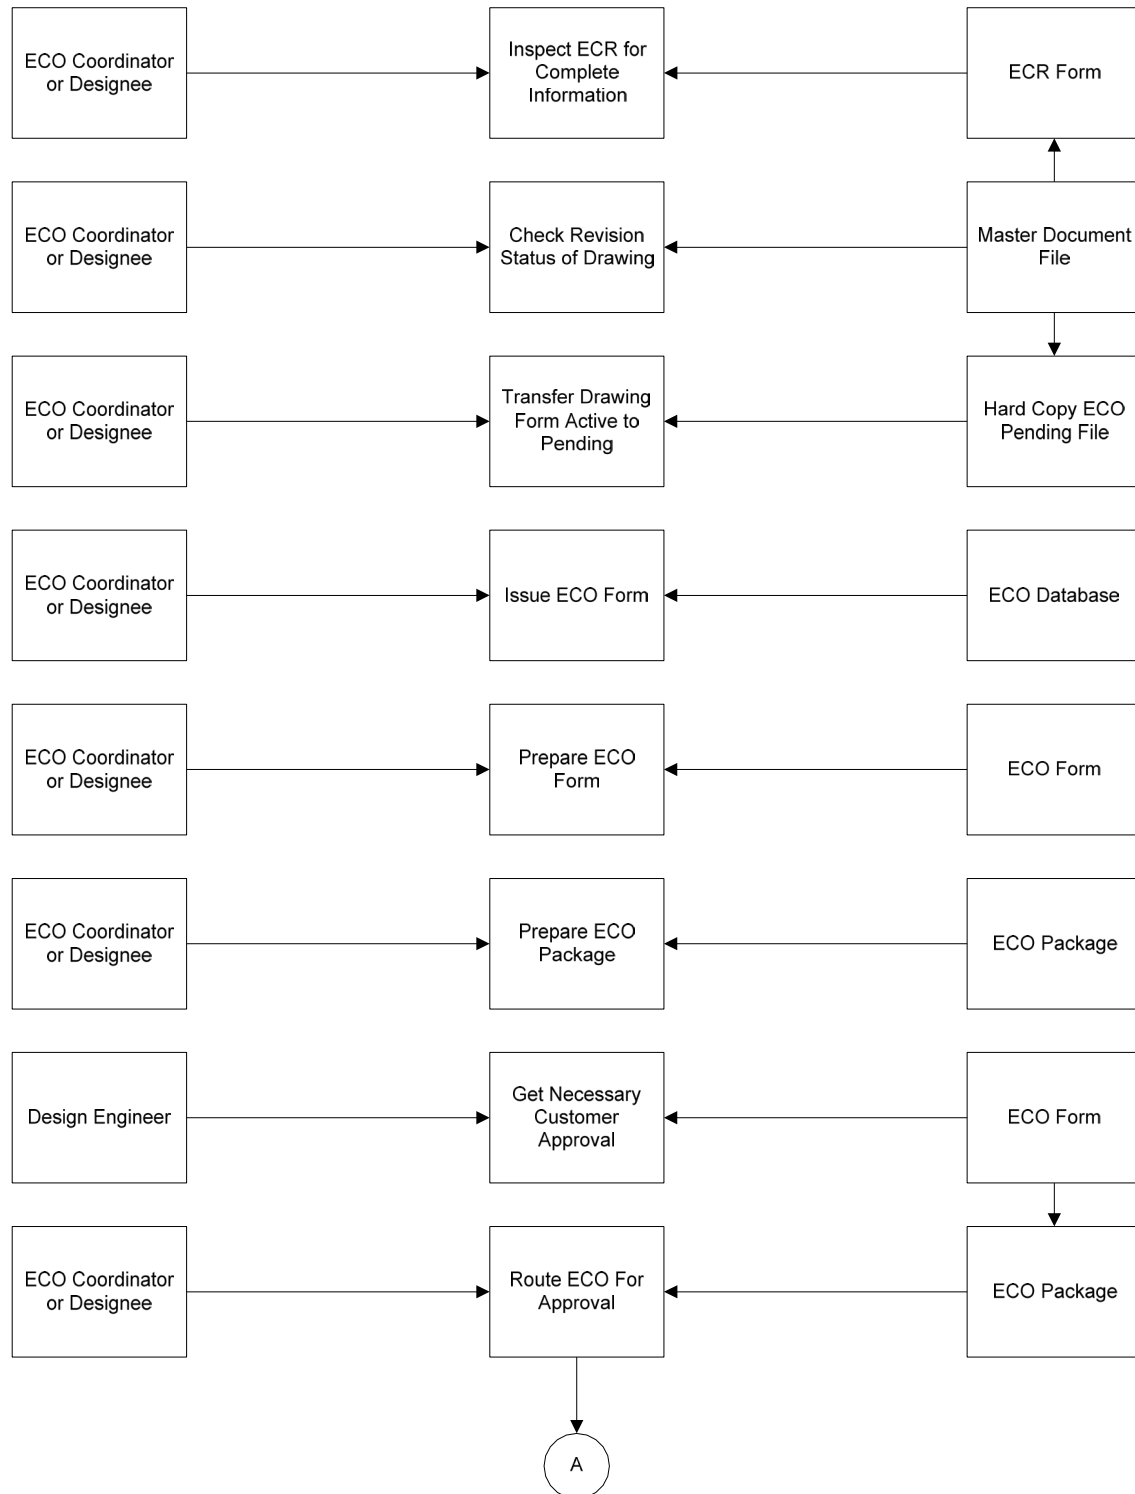 ECO Coordinator
or Designee
Inspect ECR for
Complete
Information
ECR Form
ECO Coordinator
or Designee
Check Revision
Status of Drawing
Master Document
File
ECO Coordinator
or Designee
Transfer Drawing
Form Active to
Pending
Hard Copy ECO
Pending File
ECO Coordinator
or Designee
Issue ECO Form
ECO Database
ECO Coordinator
or Designee
Prepare ECO
Form
ECO Form
ECO Coordinator
or Designee
Prepare ECO
Package
ECO Package
Design Engineer
Get Necessary
Customer
Approval
ECO Form
ECO Coordinator
or Designee
Route ECO For
Approval
ECO Package
A